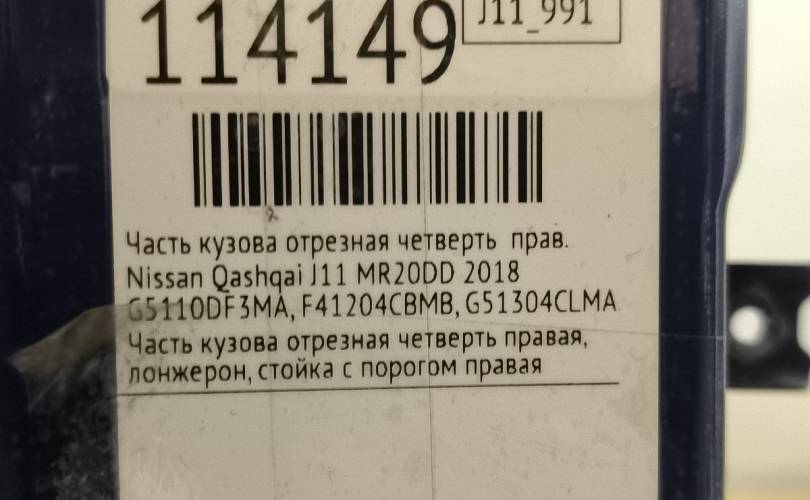 114149
J11_991
Часть кузова отрезная четверть прав.
Nissan Qashqai J11 MR20DD 2018
G5110DF3MA, F41204CBMB, G51304CLMA
Часть кузова отрезная четверть правая,
лонжерон, стойка с порогом правая